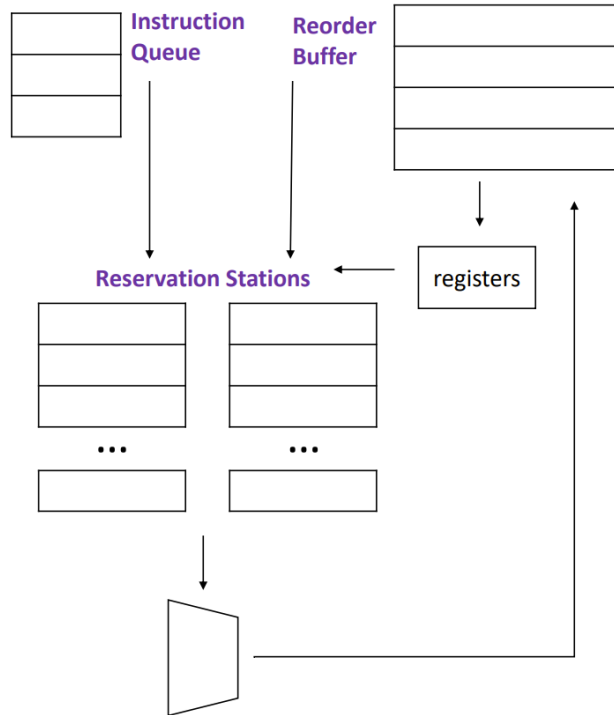 Instruction
Queue
Reorder
Buffer
Reservation Stations
registers
...
...